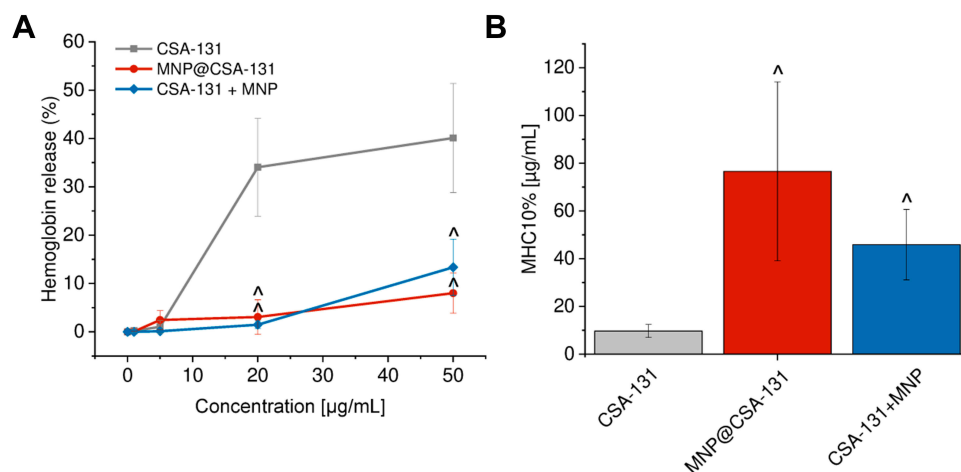 A
60
50
40
30
20
10
0
Hemoglobin release (%)
CSA-131
MNP@CSA-131
CSA-131 + MNP
^
^
^
^
0
10
20
30
40
50
Concentration [µg/mL]
B
120
100
80
60
40
20
0
MHC10% [µg/mL]
^
^
CSA-131
MNP@CSA-131
CSA-131+MNP